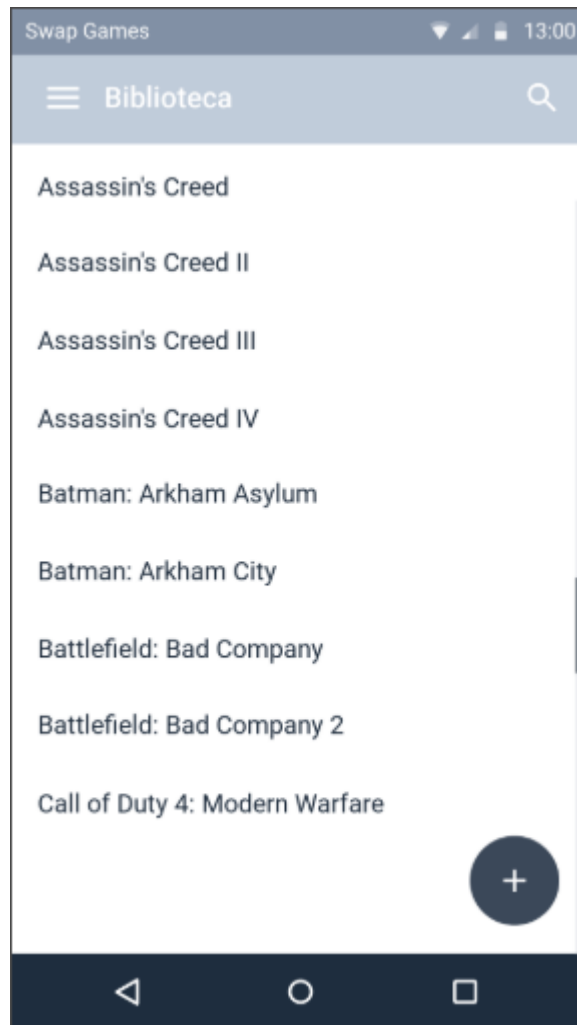 Swap Games 13:00
Biblioteca
Assassin's Creed
Assassin's Creed II
Assassin's Creed III
Assassin's Creed IV
Batman: Arkham Asylum
Batman: Arkham City
Battlefield: Bad Company
Battlefield: Bad Company 2
Call of Duty 4: Modern Warfare
+